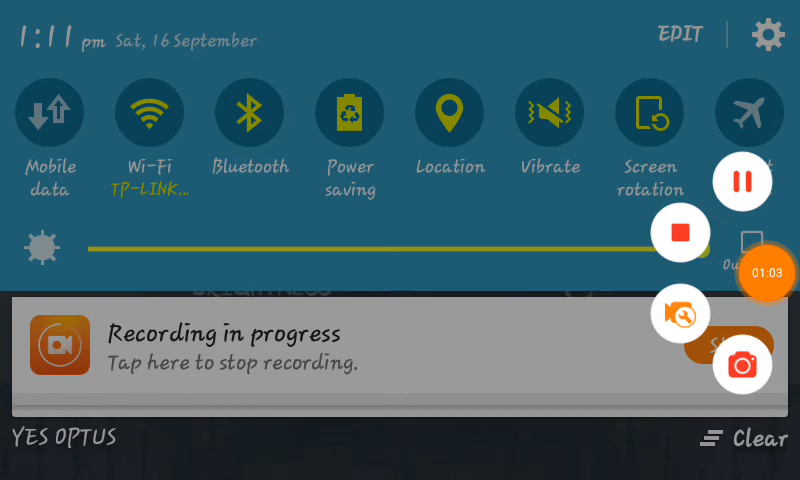 1:11 pm Sat, 16 September
EDIT
Mobile data
Wi-Fi
TP-LINK...
Bluetooth
Power saving
Location
Vibrate
Screen rotation
01:03
Recording in progress
Tap here to stop recording.
YES OPTUS
Clear